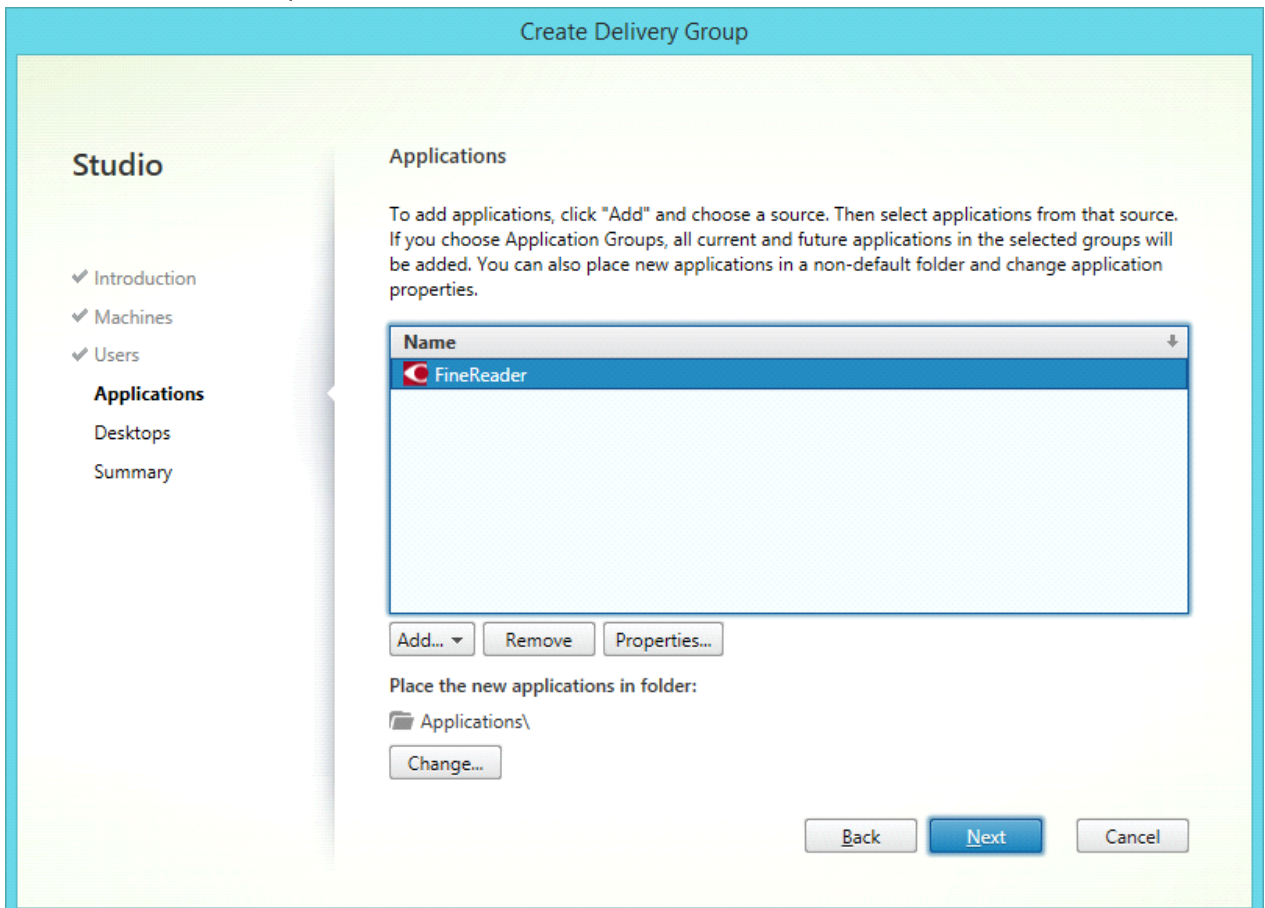 Create Delivery Group
Studio
Introduction
Machines
Users
Applications
Desktops
Summary
Applications
To add applications, click "Add" and choose a source. Then select applications from that source.
If you choose Application Groups, all current and future applications in the selected groups will
be added. You can also place new applications in a non-default folder and change application
properties.
Name
FineReader
Add...
Remove
Properties...
Place the new applications in folder:
Applications\
Change...
Back
Next
Cancel